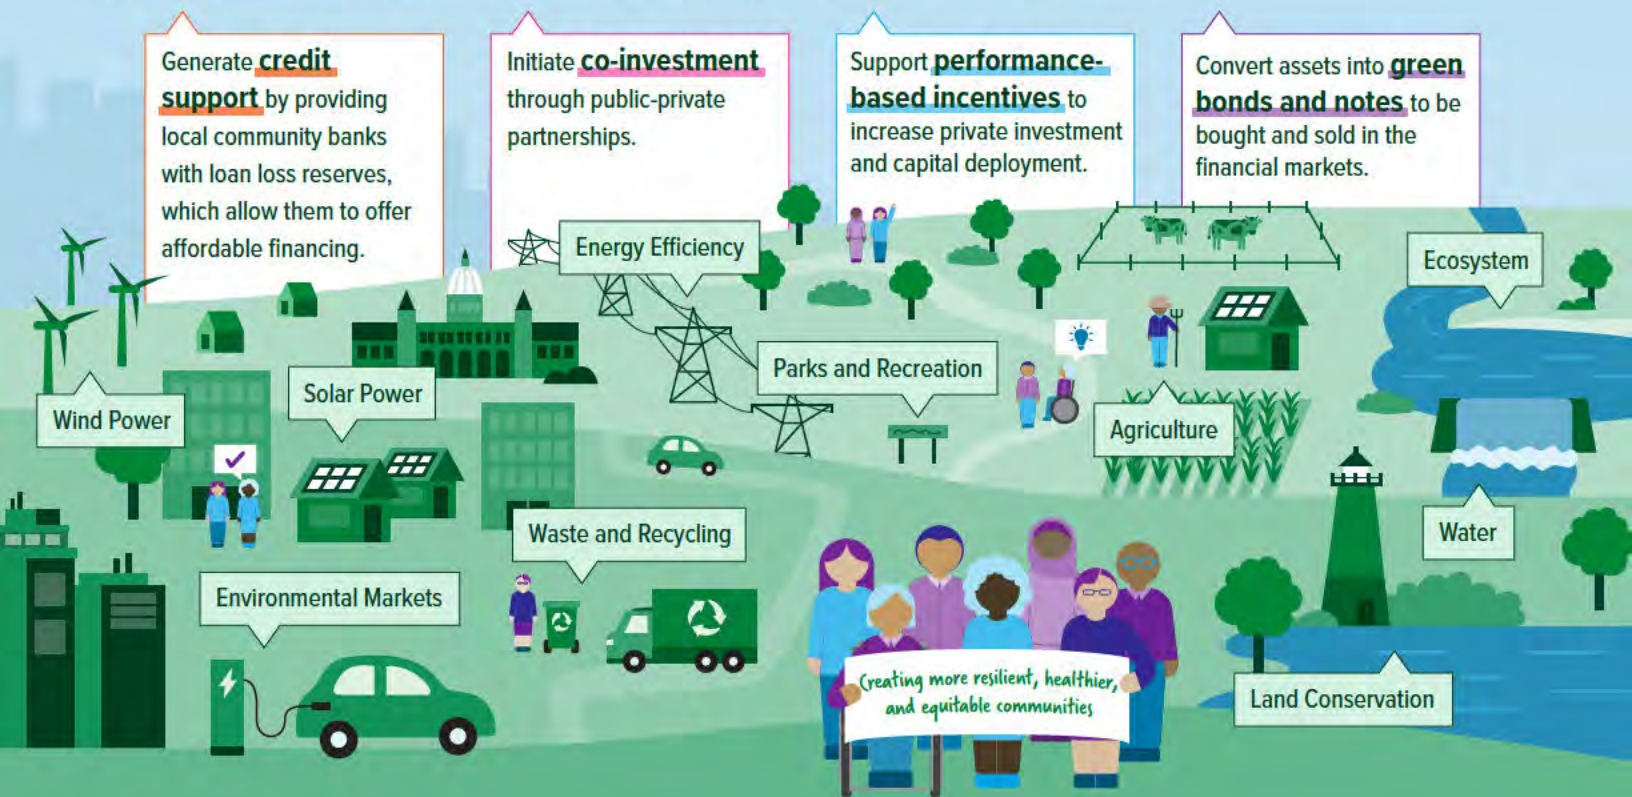 Generate credit
support by providing
local community banks
with loan loss reserves,
which allow them to offer
affordable financing.
Initiate co-investment
through public-private
partnerships.
Support performance-
based incentives to
increase private investment
and capital deployment.
Convert assets into green
bonds and notes to be
bought and sold in the
financial markets.
Energy Efficiency
Ecosystem
Parks and Recreation
Solar Power
Wind Power
Agriculture
Waste and Recycling
Water
Environmental Markets
Creating more resilient, healthier,
and equitable communities
Land Conservation